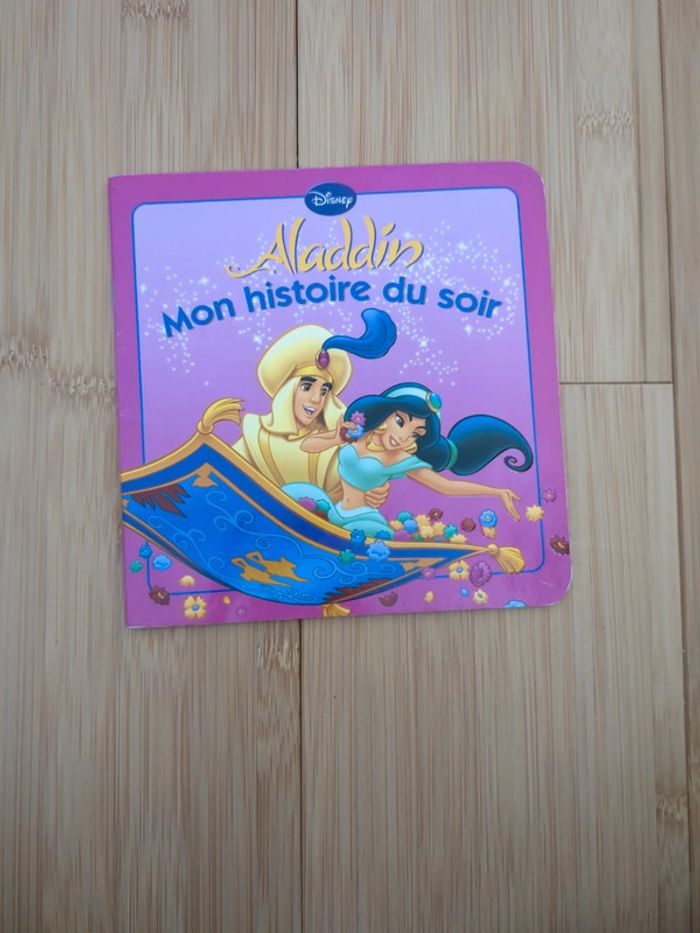 Disney
Aladdin
Mon histoire du soir